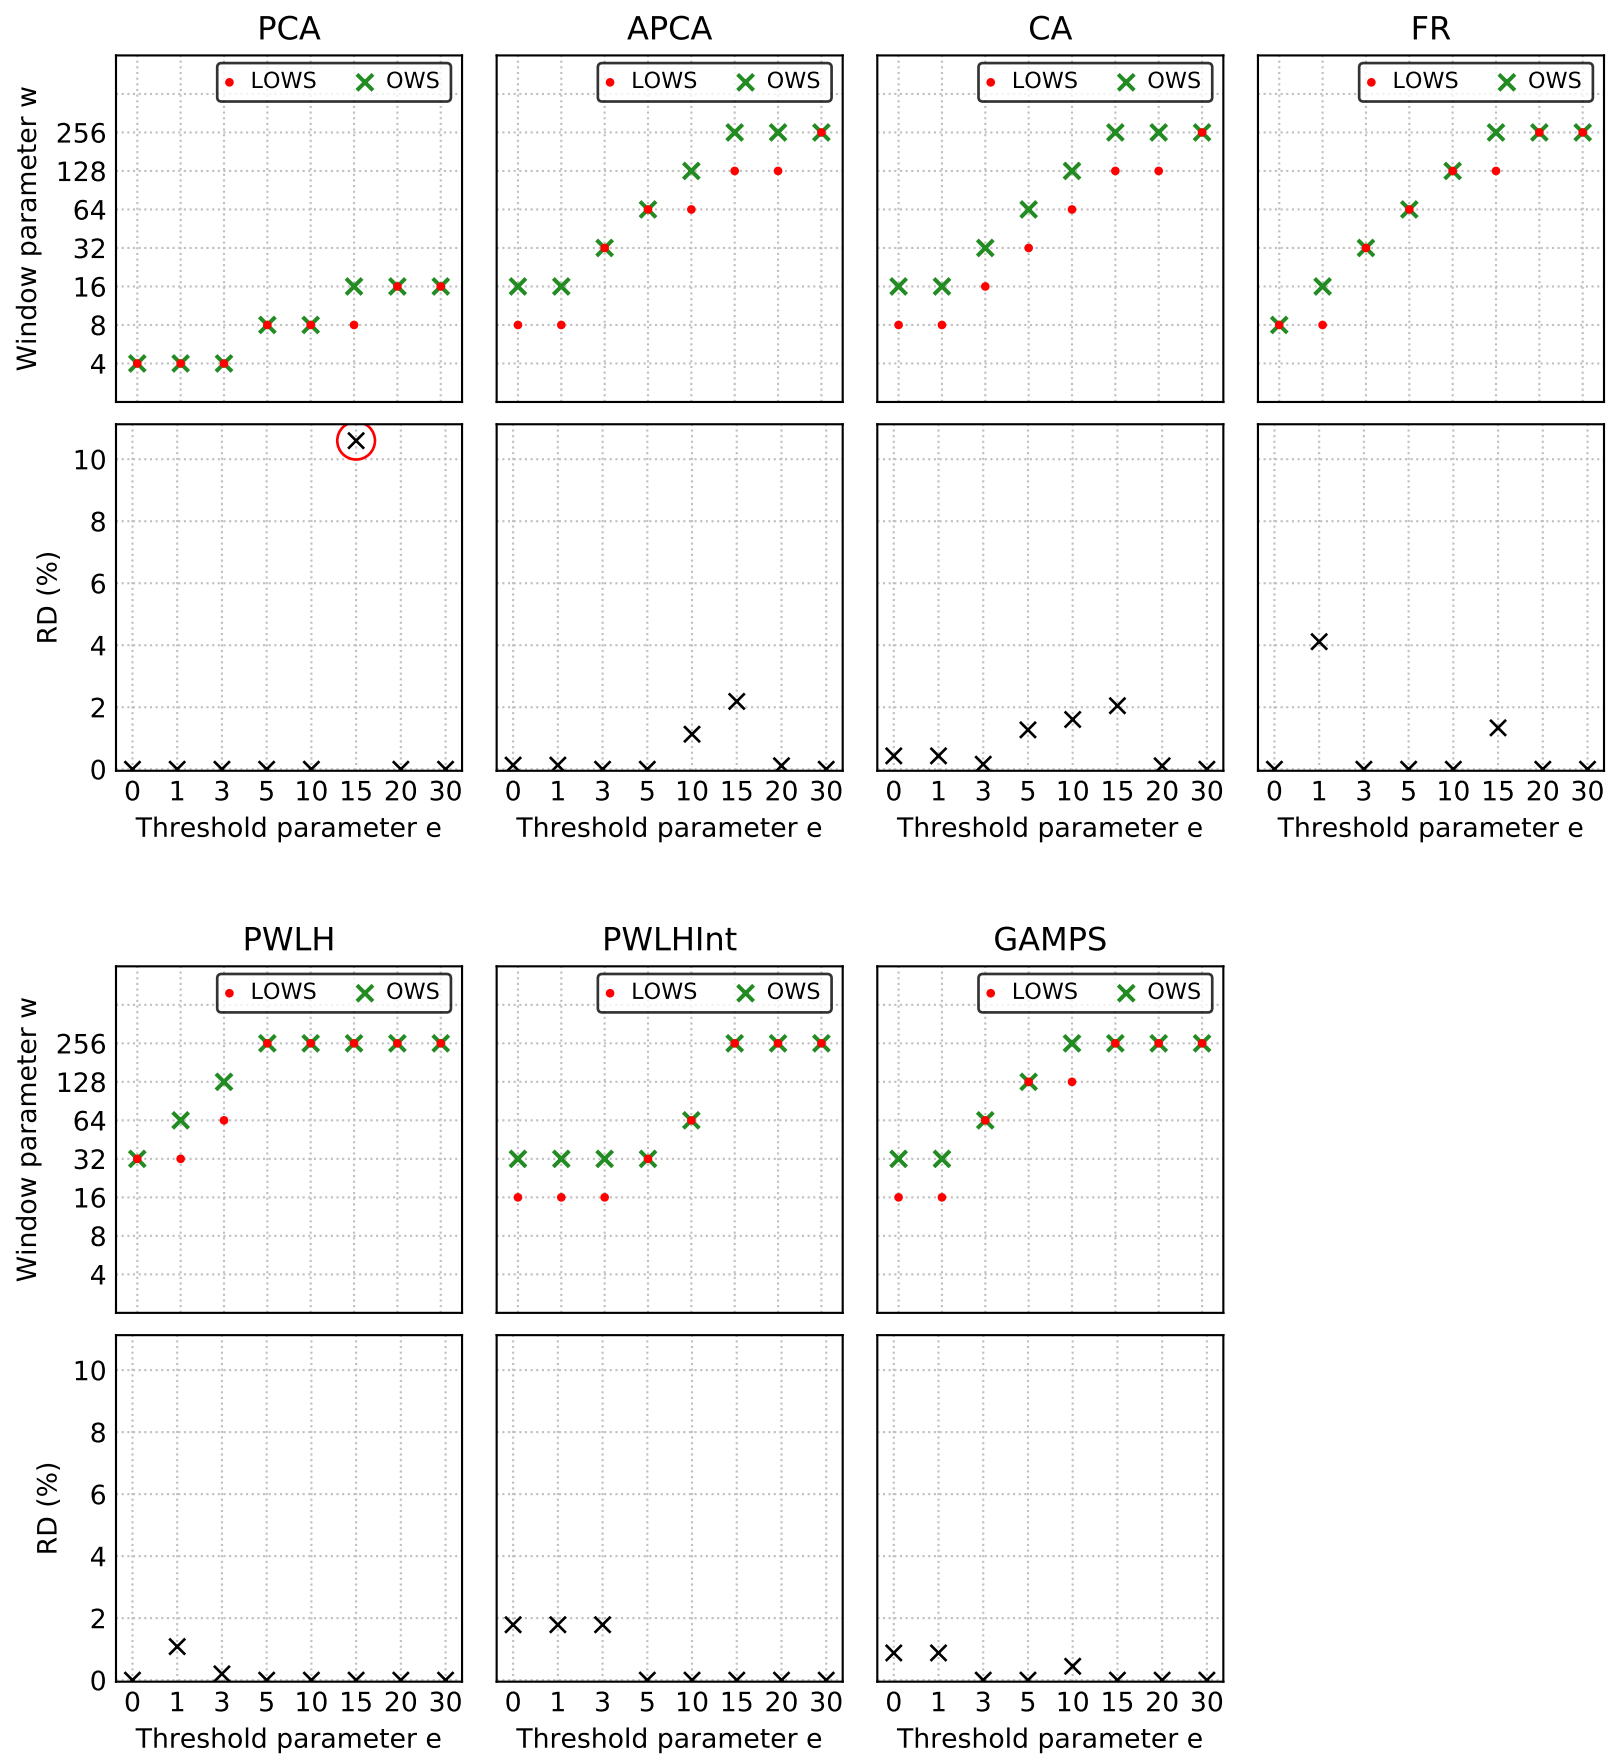 PCA APCA CA FR
LOWS OWS LOWS OWS LOWS OWS LOWS OWS
Window parameter w
256
128
64
32
16
8
4
RD (%)
10
8
6
4
2
0
0 1 3 5 10 15 20 30 0 1 3 5 10 15 20 30 0 1 3 5 10 15 20 30 0 1 3 5 10 15 20 30
Threshold parameter e Threshold parameter e Threshold parameter e Threshold parameter e
PWLH PWLHInt GAMPS
LOWS OWS LOWS OWS LOWS OWS
Window parameter w
256
128
64
32
16
8
4
RD (%)
10
8
6
4
2
0
0 1 3 5 10 15 20 30 0 1 3 5 10 15 20 30 0 1 3 5 10 15 20 30
Threshold parameter e Threshold parameter e Threshold parameter e